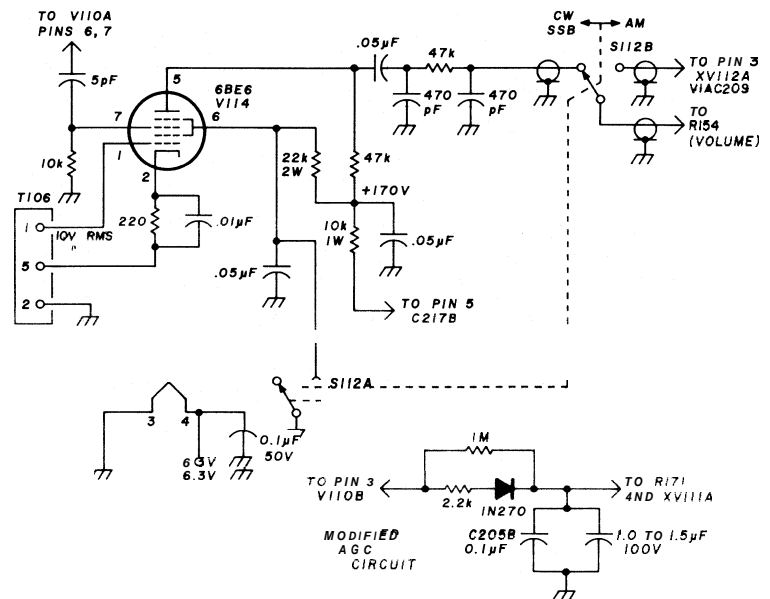 TO V110A
PINS 6, 7
5pF
7
10k
1
2
5
6BE6
V114
6
.05µF
47k
470
pF
470
pF
CW
SSB
AM
S112B
TO PIN 3
XV112A
VIAC209
TO
R154
(VOLUME)
22k
2W
47k
+170V
10k
1W
.05µF
TO PIN 5
C217B
T106
1
10V RMS
"
5
2
220
.01µF
.05µF
S112A
3
4
6.3V
6.3V
0.1µF
50V
1M
TO PIN 3
V110B
2.2k
1N270
TO R171
4ND XV111A
MODIFIED
AGC
CIRCUIT
C205B
0.1µF
1.0 TO 1.5µF
100V